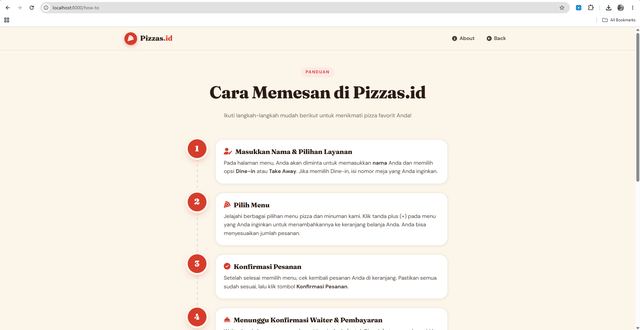 localhost:8000/how-to
All Bookmarks
Pizzas.id
About
Back
PANDUAN
Cara Memesan di Pizzas.id
Ikuti langkah-langkah mudah berikut untuk menikmati pizza favorit Anda!
1
Masukkan Nama & Pilihan Layanan
Pada halaman menu, Anda akan diminta untuk memasukkan nama Anda dan memilih
opsi Dine-in atau Take Away. Jika memilih Dine-in, isi nomor meja yang Anda inginkan.
2
Pilih Menu
Jelajahi berbagai pilihan menu pizza dan minuman kami. Klik tanda plus (+) pada menu
yang Anda inginkan untuk menambahkannya ke keranjang belanja Anda. Anda bisa
menyesuaikan jumlah pesanan.
3
Konfirmasi Pesanan
Setelah selesai memilih menu, cek kembali pesanan Anda di keranjang. Pastikan semua
sudah sesuai, lalu klik tombol Konfirmasi Pesanan.
4
Menunggu Konfirmasi Waiter & Pembayaran